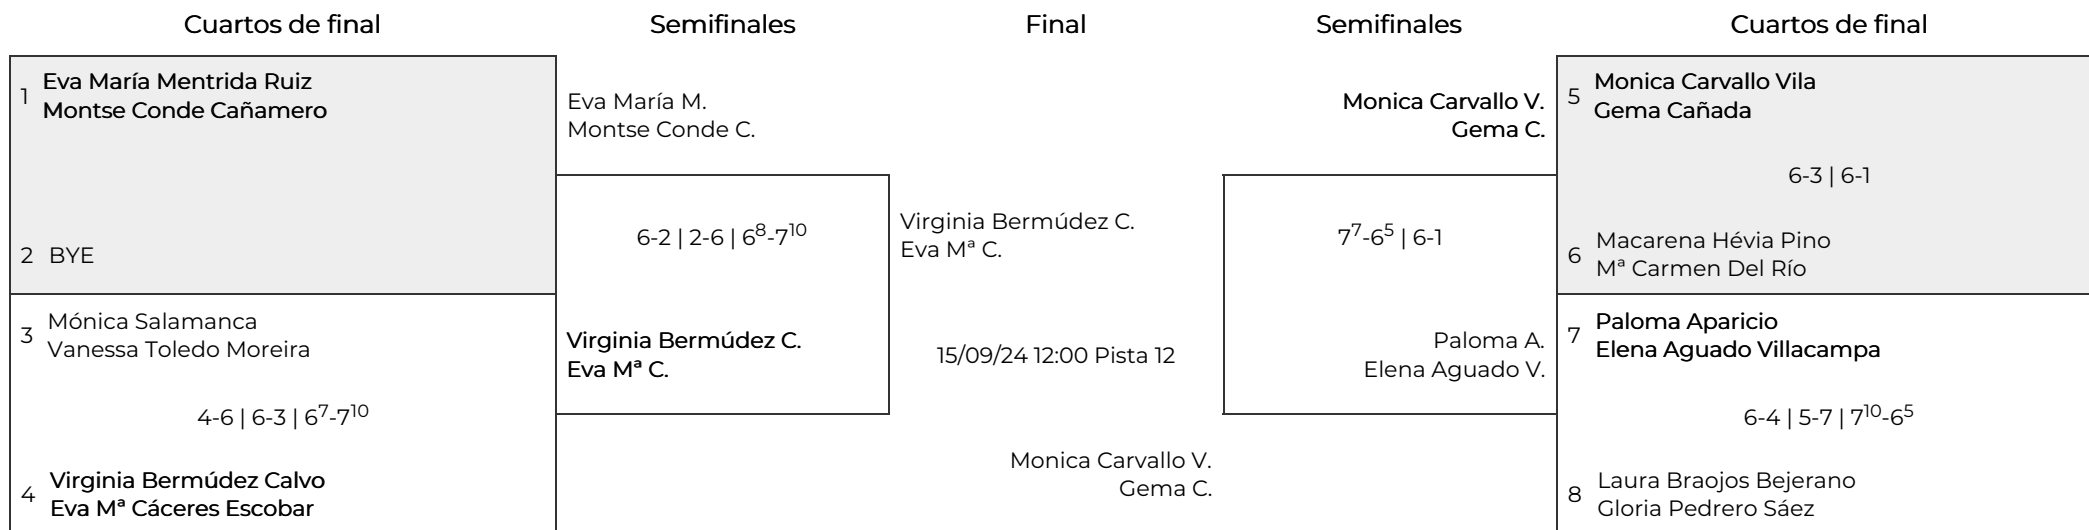 Cuartos de final
Semifinales
Final
Semifinales
Cuartos de final
1
Eva María Mentrida Ruiz
Montse Conde Cañamero
2 BYE
3
Mónica Salamanca
Vanessa Toledo Moreira
4-6 | 6-3 | 6⁷-7¹⁰
4
Virginia Bermúdez Calvo
Eva Mª Cáceres Escobar
Eva María M.
Montse Conde C.
6-2 | 2-6 | 6⁸-7¹⁰
Virginia Bermúdez C.
Eva Mª C.
Virginia Bermúdez C.
Eva Mª C.
15/09/24 12:00 Pista 12
Monica Carvallo V.
Gema C.
Monica Carvallo V.
Gema C.
7⁷-6⁵ | 6-1
Paloma A.
Elena Aguado V.
5
Monica Carvallo Vila
Gema Cañada
6-3 | 6-1
6
Macarena Hévia Pino
Mª Carmen Del Río
7
Paloma Aparicio
Elena Aguado Villacampa
6-4 | 5-7 | 7¹⁰-6⁵
8
Laura Braojos Bejerano
Gloria Pedrero Sáez